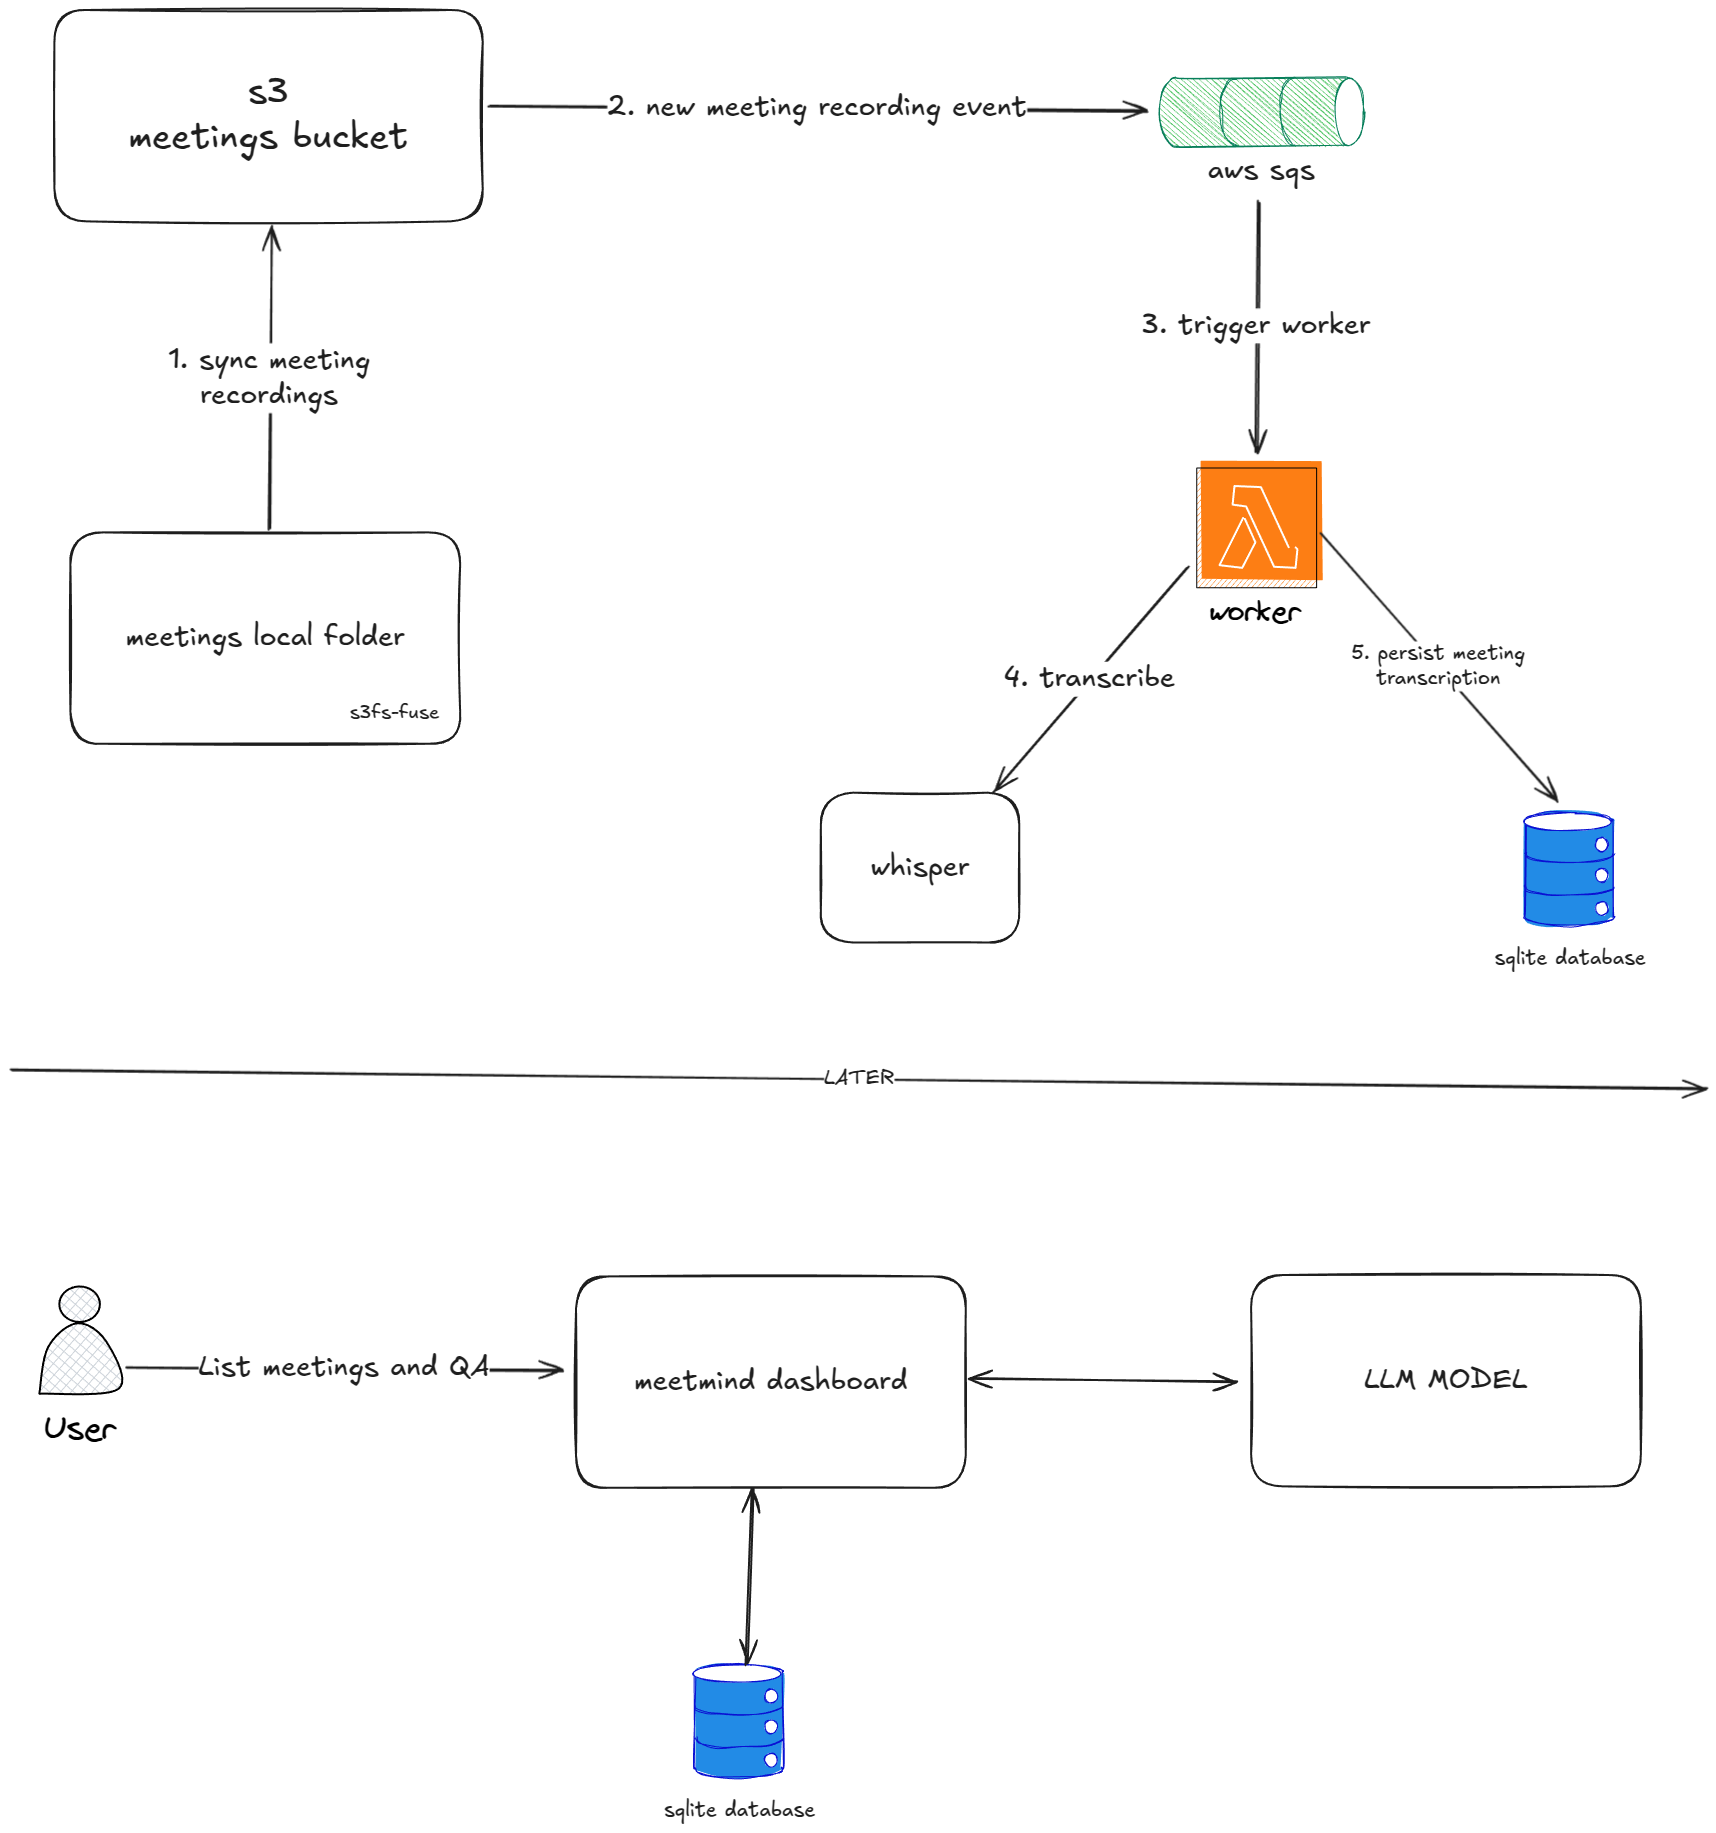 s3
meetings bucket
2. new meeting recording event
aws sqs
3. trigger worker
1. sync meeting
recordings
meetings local folder
s3fs-fuse
worker
4. transcribe
5. persist meeting
transcription
whisper
sqlite database
LATER
User
List meetings and QA
meetmind dashboard
LLM MODEL
sqlite database